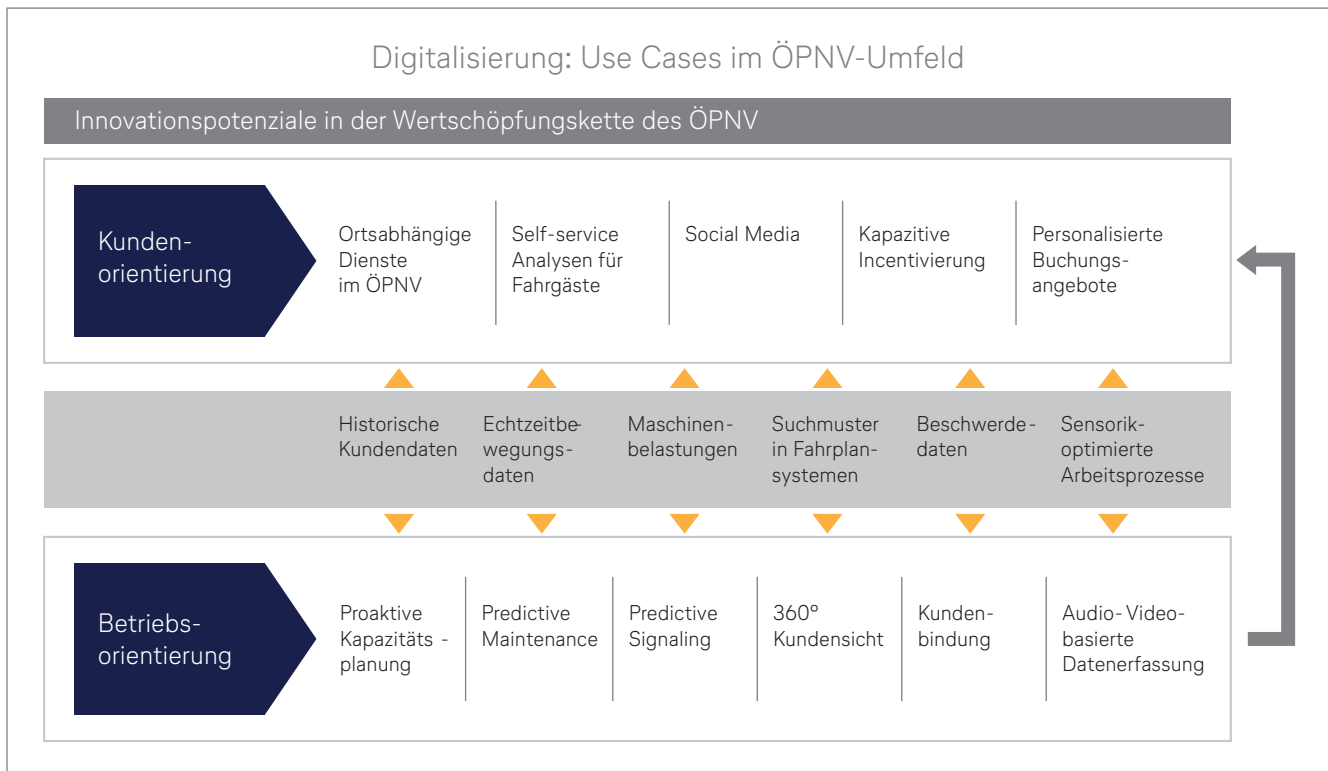 Digitalisierung: Use Cases im ÖPNV-Umfeld
Innovationspotenziale in der Wertschöpfungskette des ÖPNV
Kunden-
orientierung
Ortsabhängige
Dienste
im ÖPNV
Self-service
Analysen für
Fahrgäste
Social Media
Kapazitive
Incentivierung
Personalisierte
Buchungs-
angebote
Historische
Kundendaten
Echtzeitbe-
wegungs-
daten
Maschinen-
belastungen
Suchmuster
in Fahrplan-
systemen
Beschwerde-
daten
Sensorik-
optimierte
Arbeitsprozesse
Betriebs-
orientierung
Proaktive
Kapazitäts -
planung
Predictive
Maintenance
Predictive
Signaling
360°
Kundensicht
Kunden-
bindung
Audio-Video-
basierte
Datenerfassung